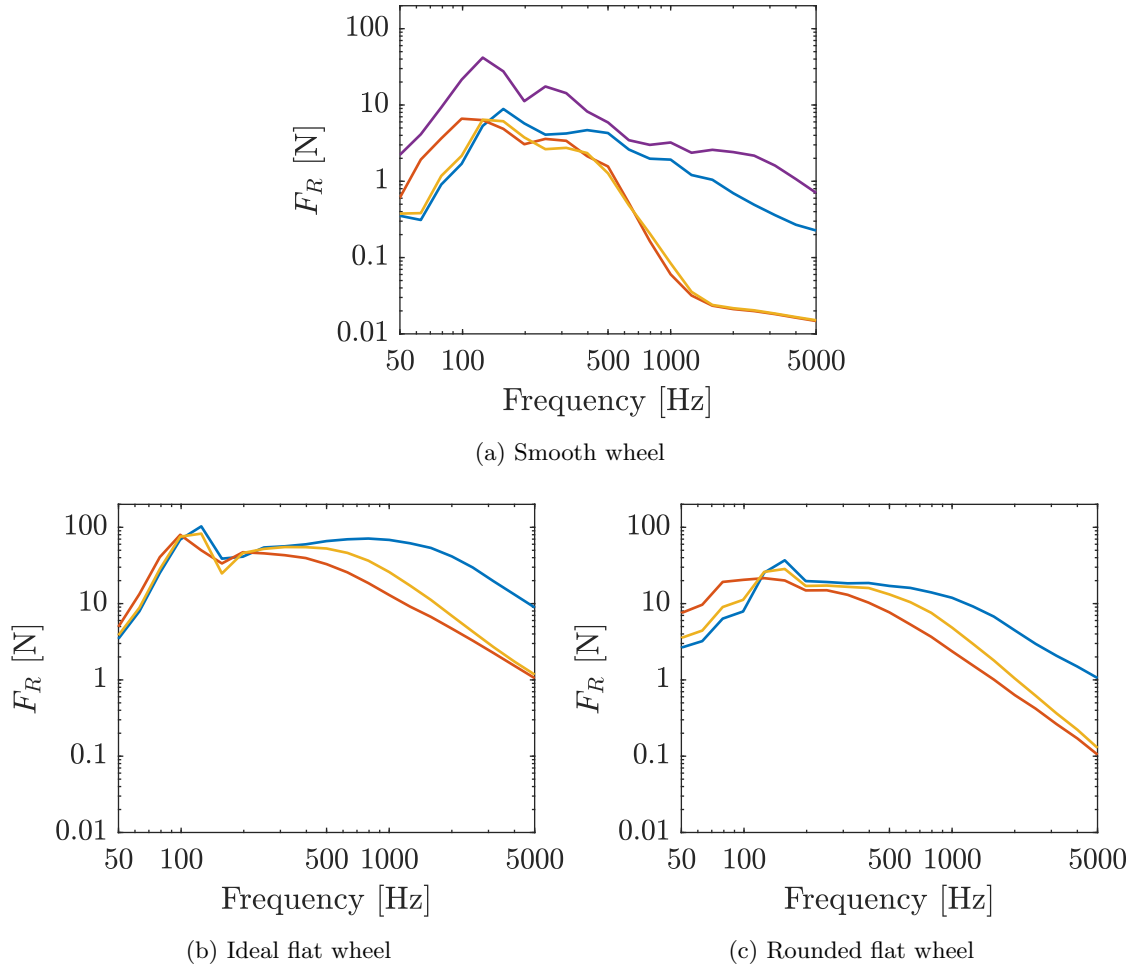 100
10
1
0.1
0.01
F_R [N]
50 100 500 1000 5000
Frequency [Hz]
(a) Smooth wheel
100
10
1
0.1
0.01
F_R [N]
50 100 500 1000 5000
Frequency [Hz]
(b) Ideal flat wheel
100
10
1
0.1
0.01
F_R [N]
50 100 500 1000 5000
Frequency [Hz]
(c) Rounded flat wheel